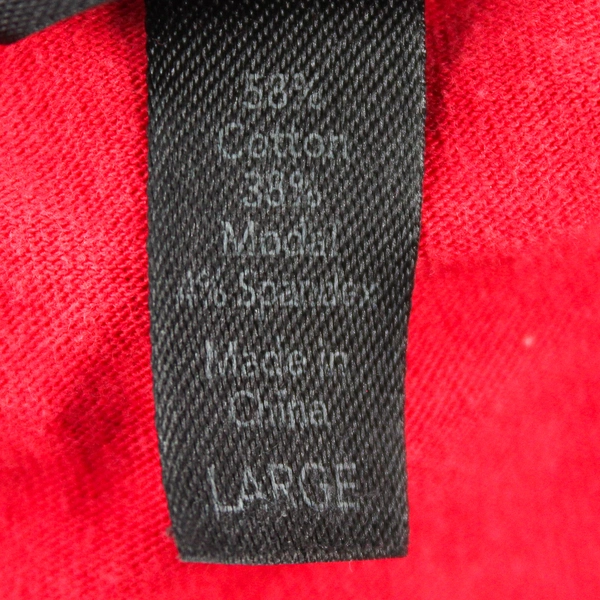 58%
Cotton
38%
Modal
4% Spandex
Made in
China
LARGE